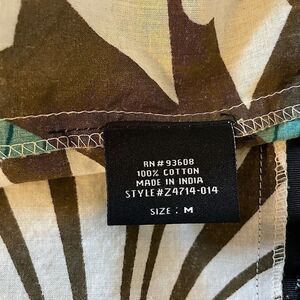 RN# 93608
100% COTTON
MADE IN INDIA
STYLE#Z4714-014
SIZE : M